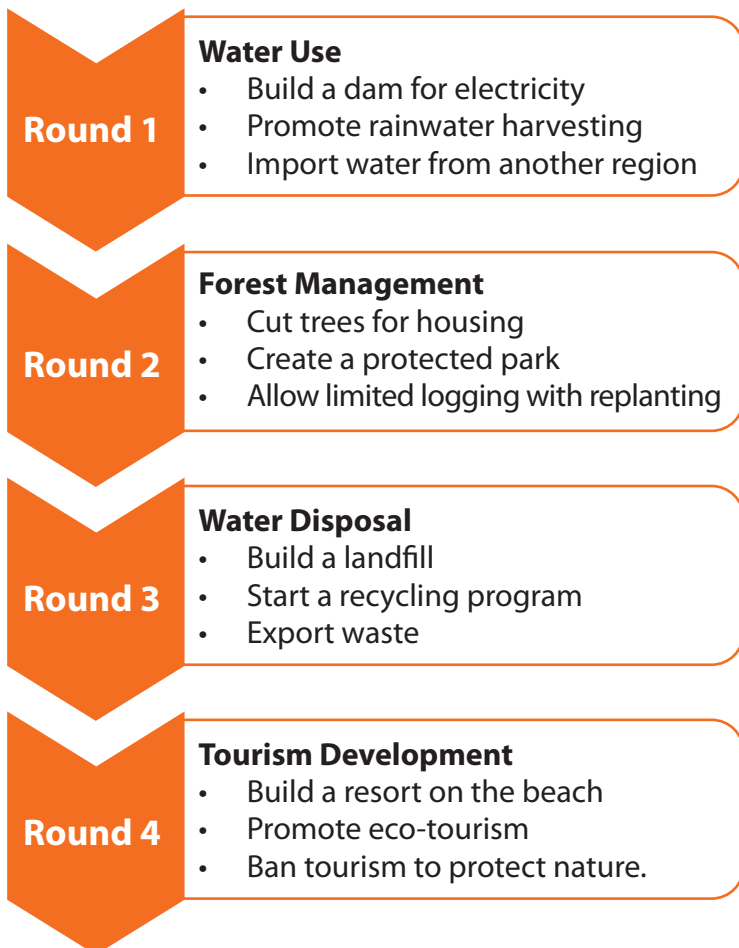 Round 1
Water Use
• Build a dam for electricity
• Promote rainwater harvesting
• Import water from another region
Round 2
Forest Management
• Cut trees for housing
• Create a protected park
• Allow limited logging with replanting
Round 3
Water Disposal
• Build a landfill
• Start a recycling program
• Export waste
Round 4
Tourism Development
• Build a resort on the beach
• Promote eco-tourism
• Ban tourism to protect nature.